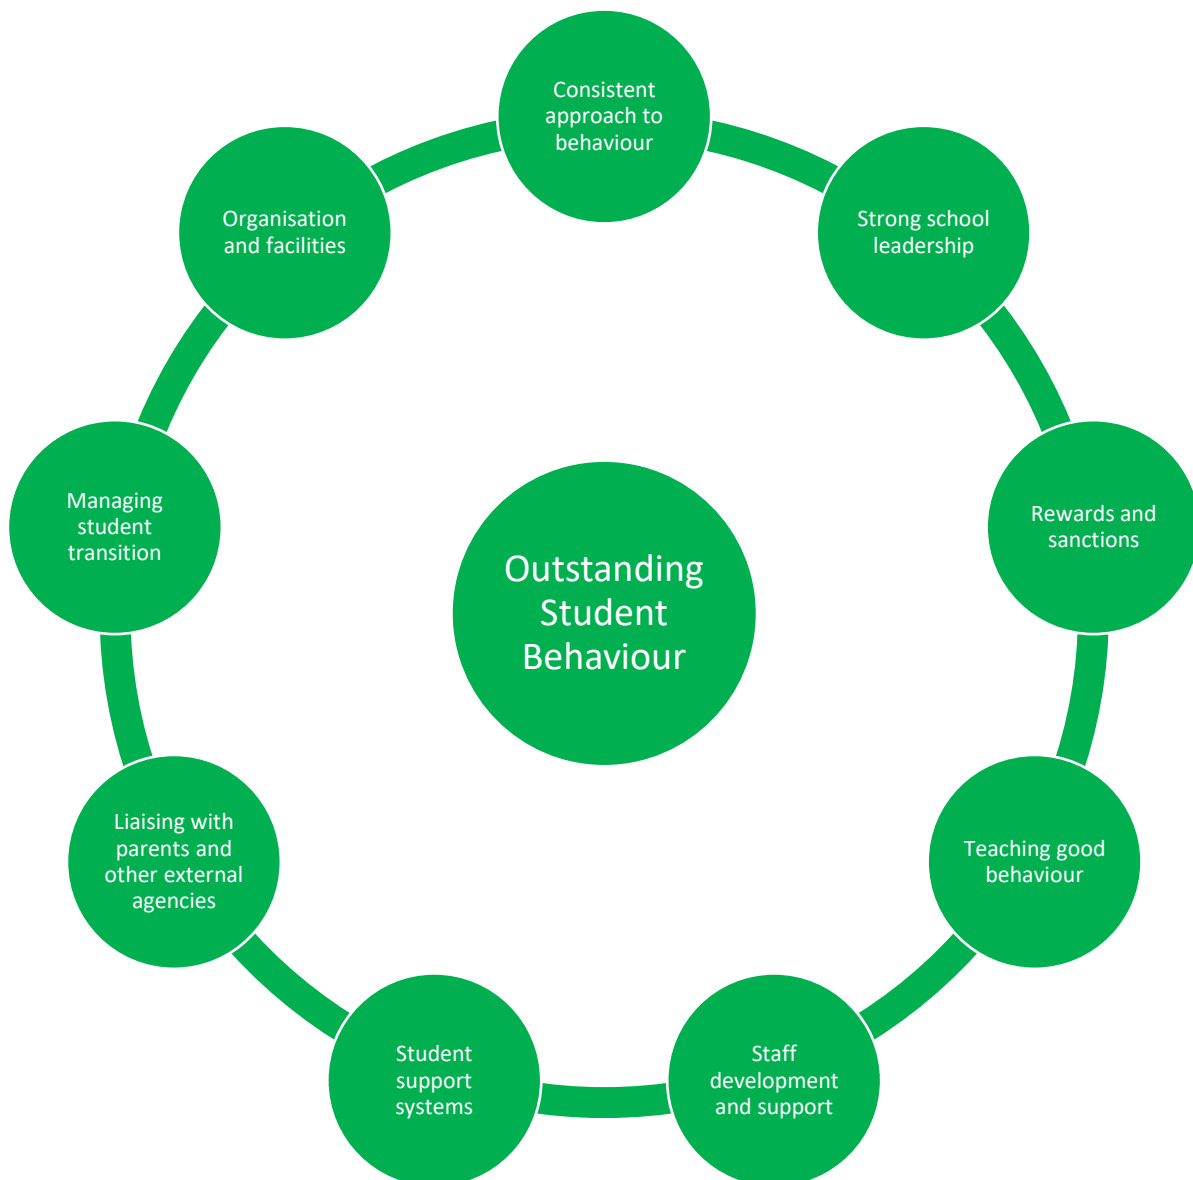 Consistent
approach to
behaviour
Strong school
leadership
Rewards and
sanctions
Teaching good
behaviour
Staff
development
and support
Student
support
systems
Liaising with
parents and
other external
agencies
Managing
student
transition
Organisation
and facilities
Outstanding
Student
Behaviour